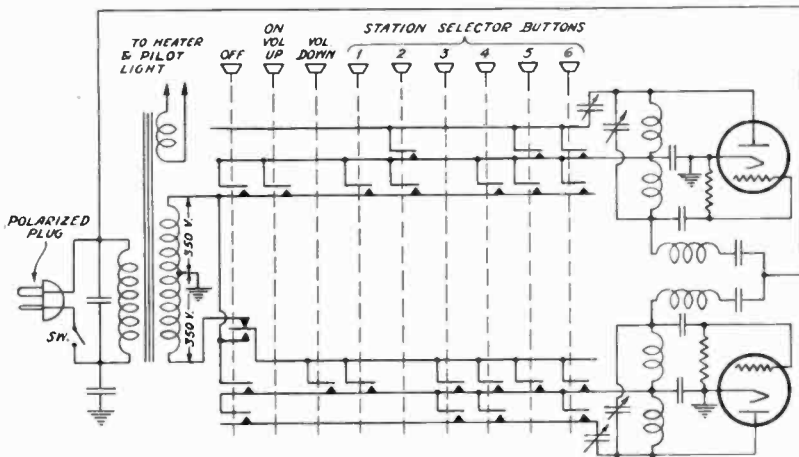 TO HEATER
& PILOT
LIGHT
OFF
ON
VOL
UP
VOL
DOWN
STATION SELECTOR BUTTONS
1
2
3
4
5
6
POLARIZED
PLUG
SW.
350 V.
350 V.